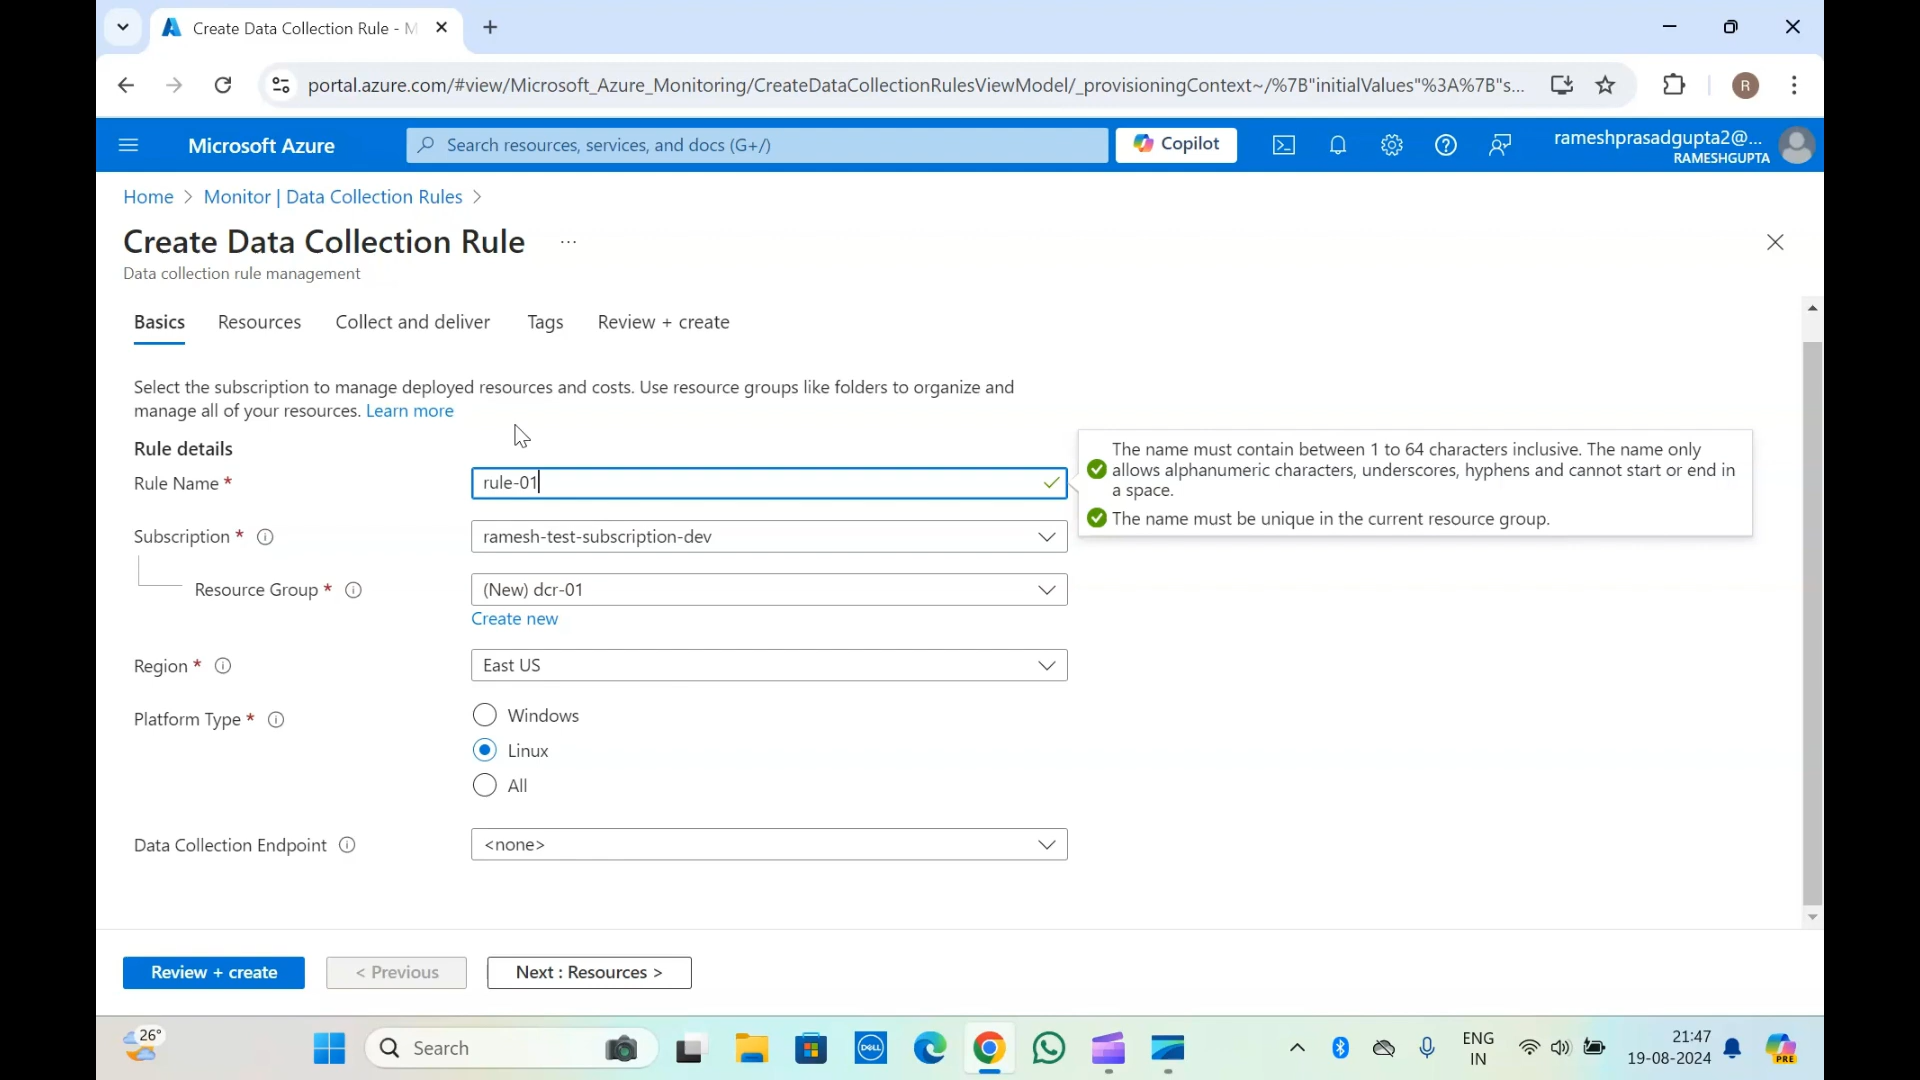 Create Data Collection Rule - M
portal.azure.com/#view/Microsoft_Azure_Monitoring/CreateDataCollectionRulesViewModel/_provisioningContext~/%7B"initialValues"%3A%7B"s...
R
Microsoft Azure
Search resources, services, and docs (G+/)
Copilot
rameshprasadgupta2@...
RAMESHGUPTA
Home > Monitor | Data Collection Rules >
Create Data Collection Rule ...
Data collection rule management
Basics Resources Collect and deliver Tags Review + create
Select the subscription to manage deployed resources and costs. Use resource groups like folders to organize and
manage all of your resources. Learn more
Rule details
Rule Name *
rule-01
The name must contain between 1 to 64 characters inclusive. The name only
allows alphanumeric characters, underscores, hyphens and cannot start or end in
a space.
The name must be unique in the current resource group.
Subscription *
ramesh-test-subscription-dev
Resource Group *
(New) dcr-01
Create new
Region *
East US
Platform Type *
Windows
Linux
All
Data Collection Endpoint
<none>
Review + create
< Previous
Next : Resources >
26°
Search
DELL
ENG
IN
21:47
19-08-2024
PRE